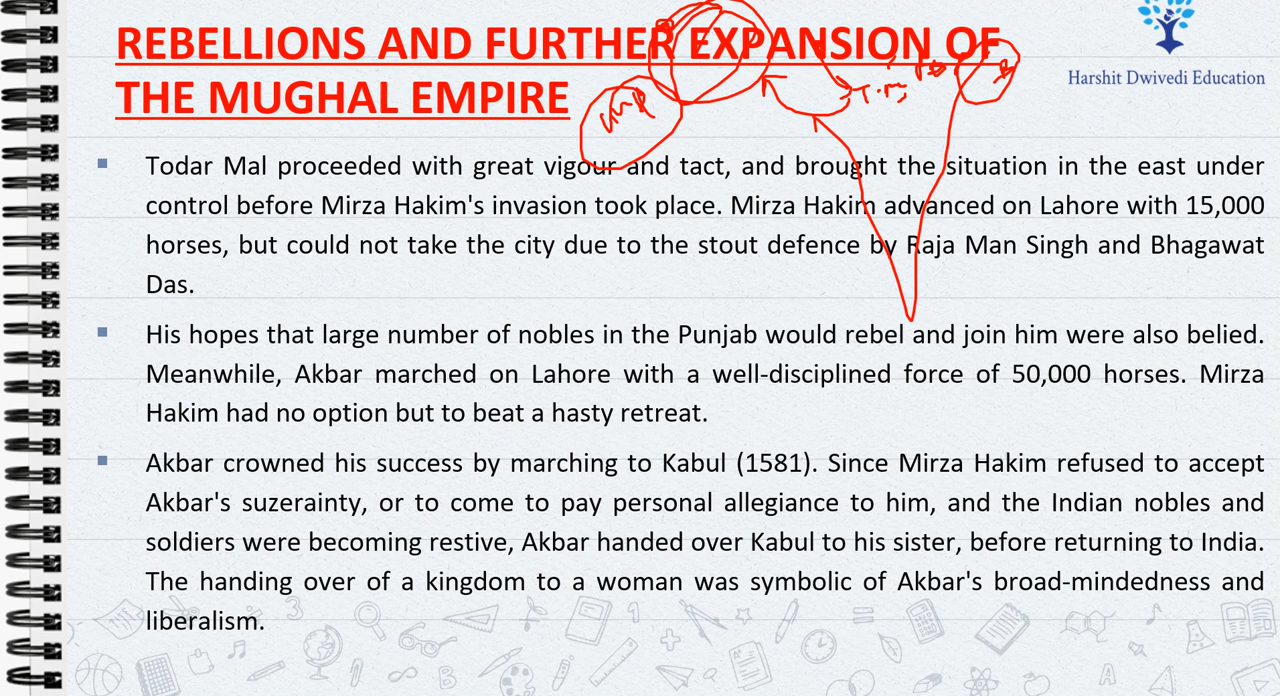 REBELLIONS AND FURTHER EXPANSION OF
THE MUGHAL EMPIRE
Harshit Dwivedi Education
Todar Mal proceeded with great vigour and tact, and brought the situation in the east under
control before Mirza Hakim's invasion took place. Mirza Hakim advanced on Lahore with 15,000
horses, but could not take the city due to the stout defence by Raja Man Singh and Bhagawat
Das.
His hopes that large number of nobles in the Punjab would rebel and join him were also belied.
Meanwhile, Akbar marched on Lahore with a well-disciplined force of 50,000 horses. Mirza
Hakim had no option but to beat a hasty retreat.
Akbar crowned his success by marching to Kabul (1581). Since Mirza Hakim refused to accept
Akbar's suzerainty, or to come to pay personal allegiance to him, and the Indian nobles and
soldiers were becoming restive, Akbar handed over Kabul to his sister, before returning to India.
The handing over of a kingdom to a woman was symbolic of Akbar's broad-mindedness and
liberalism.